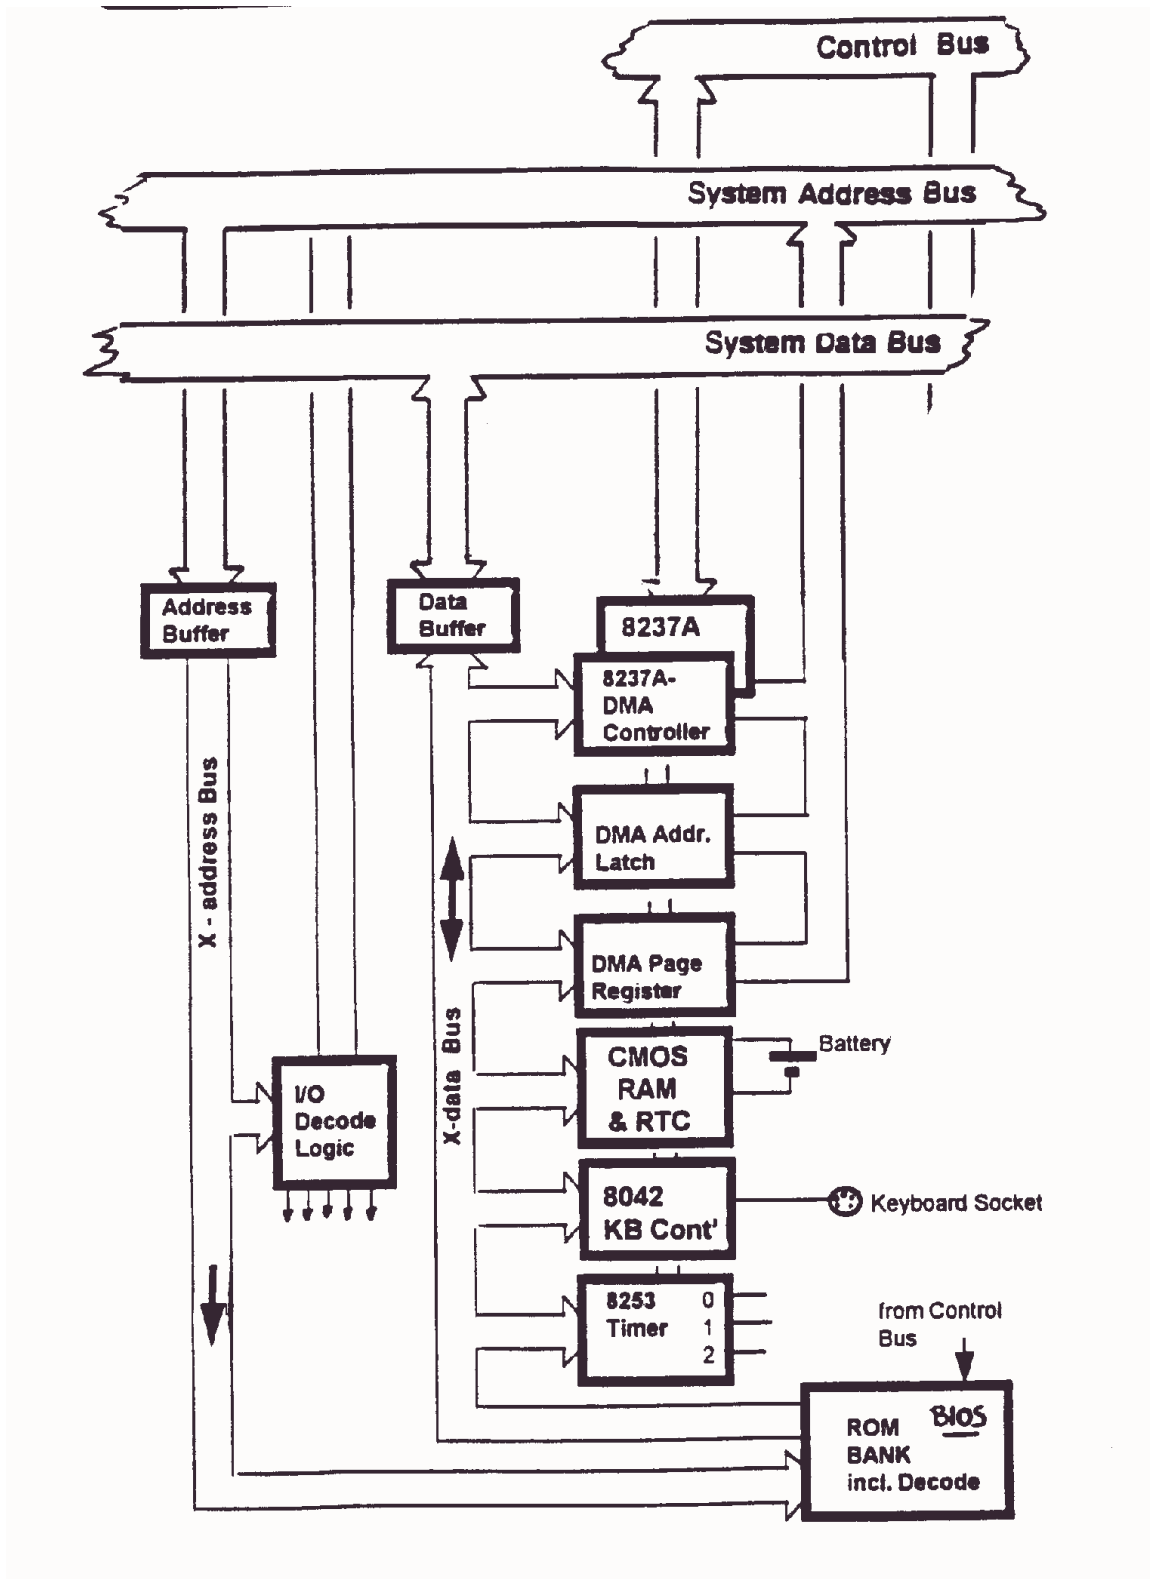 Control Bus
System Address Bus
System Data Bus
Address
Buffer
Data
Buffer
8237A
8237A-
DMA
Controller
X - address Bus
DMA Addr.
Latch
DMA Page
Register
X-data Bus
CMOS
RAM
& RTC
Battery
I/O
Decode
Logic
8042
KB Cont'
Keyboard Socket
8253 0
Timer 1
2
from Control
Bus
BIOS
ROM
BANK
incl. Decode